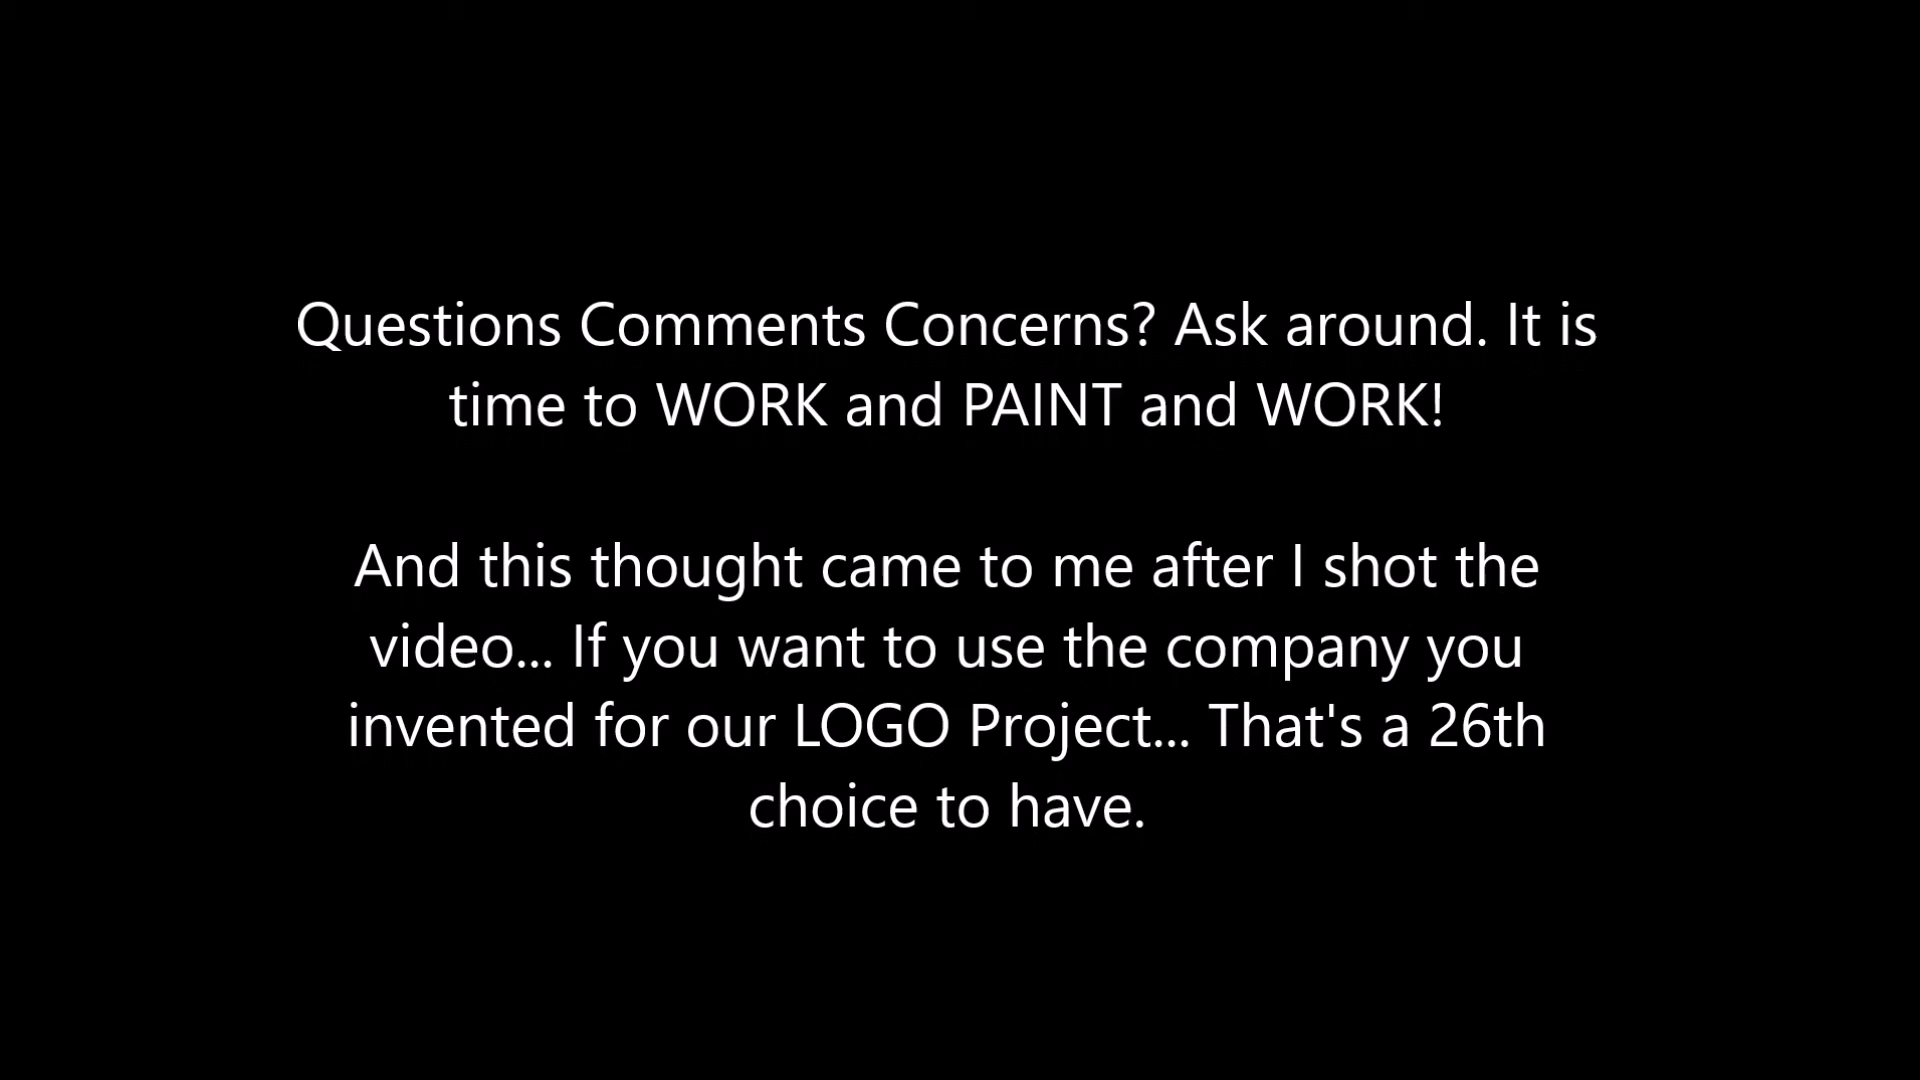 Questions Comments Concerns? Ask around. It is
time to WORK and PAINT and WORK!
And this thought came to me after I shot the
video... If you want to use the company you
invented for our LOGO Project... That's a 26th
choice to have.